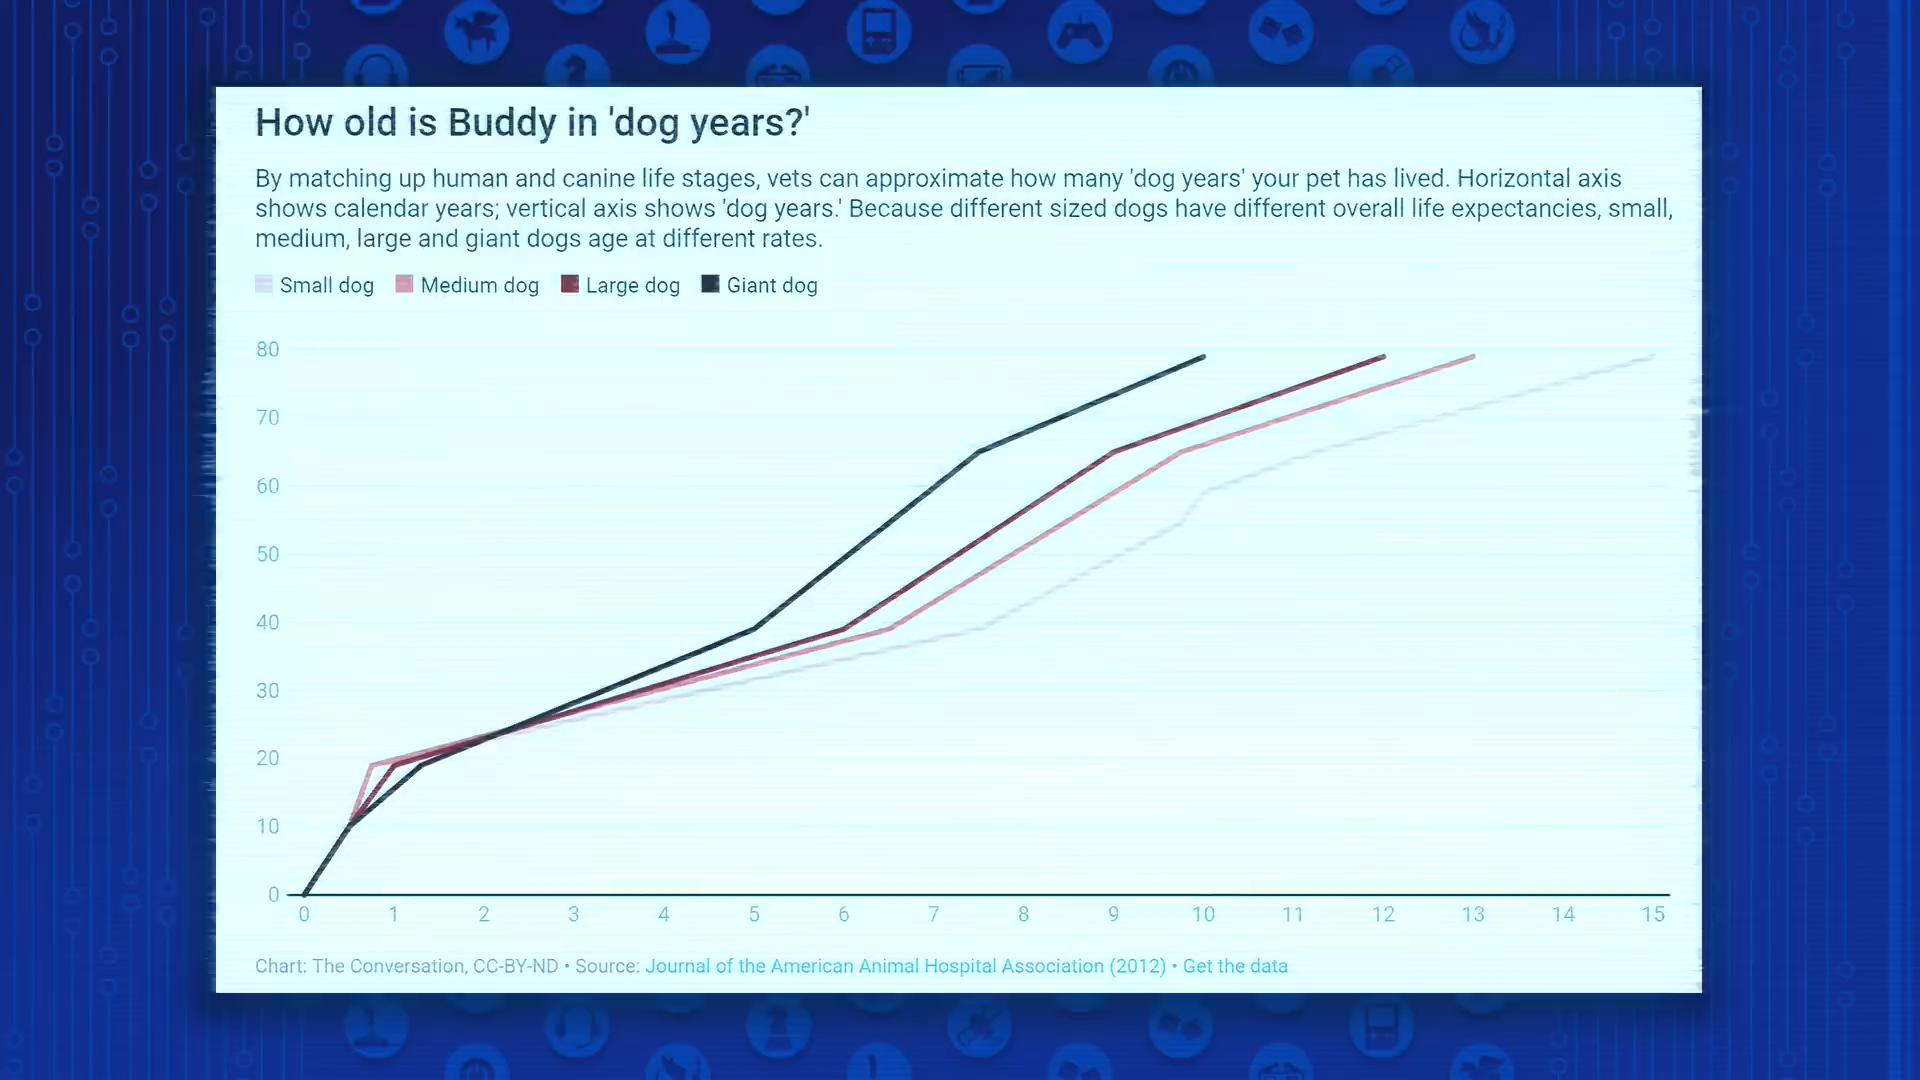 How old is Buddy in 'dog years?'
By matching up human and canine life stages, vets can approximate how many 'dog years' your pet has lived. Horizontal axis
shows calendar years; vertical axis shows 'dog years.' Because different sized dogs have different overall life expectancies, small,
medium, large and giant dogs age at different rates.
Small dog Medium dog Large dog Giant dog
80
70
60
50
40
30
20
10
0
0 1 2 3 4 5 6 7 8 9 10 11 12 13 14 15
Chart: The Conversation, CC-BY-ND • Source: Journal of the American Animal Hospital Association (2012) • Get the data